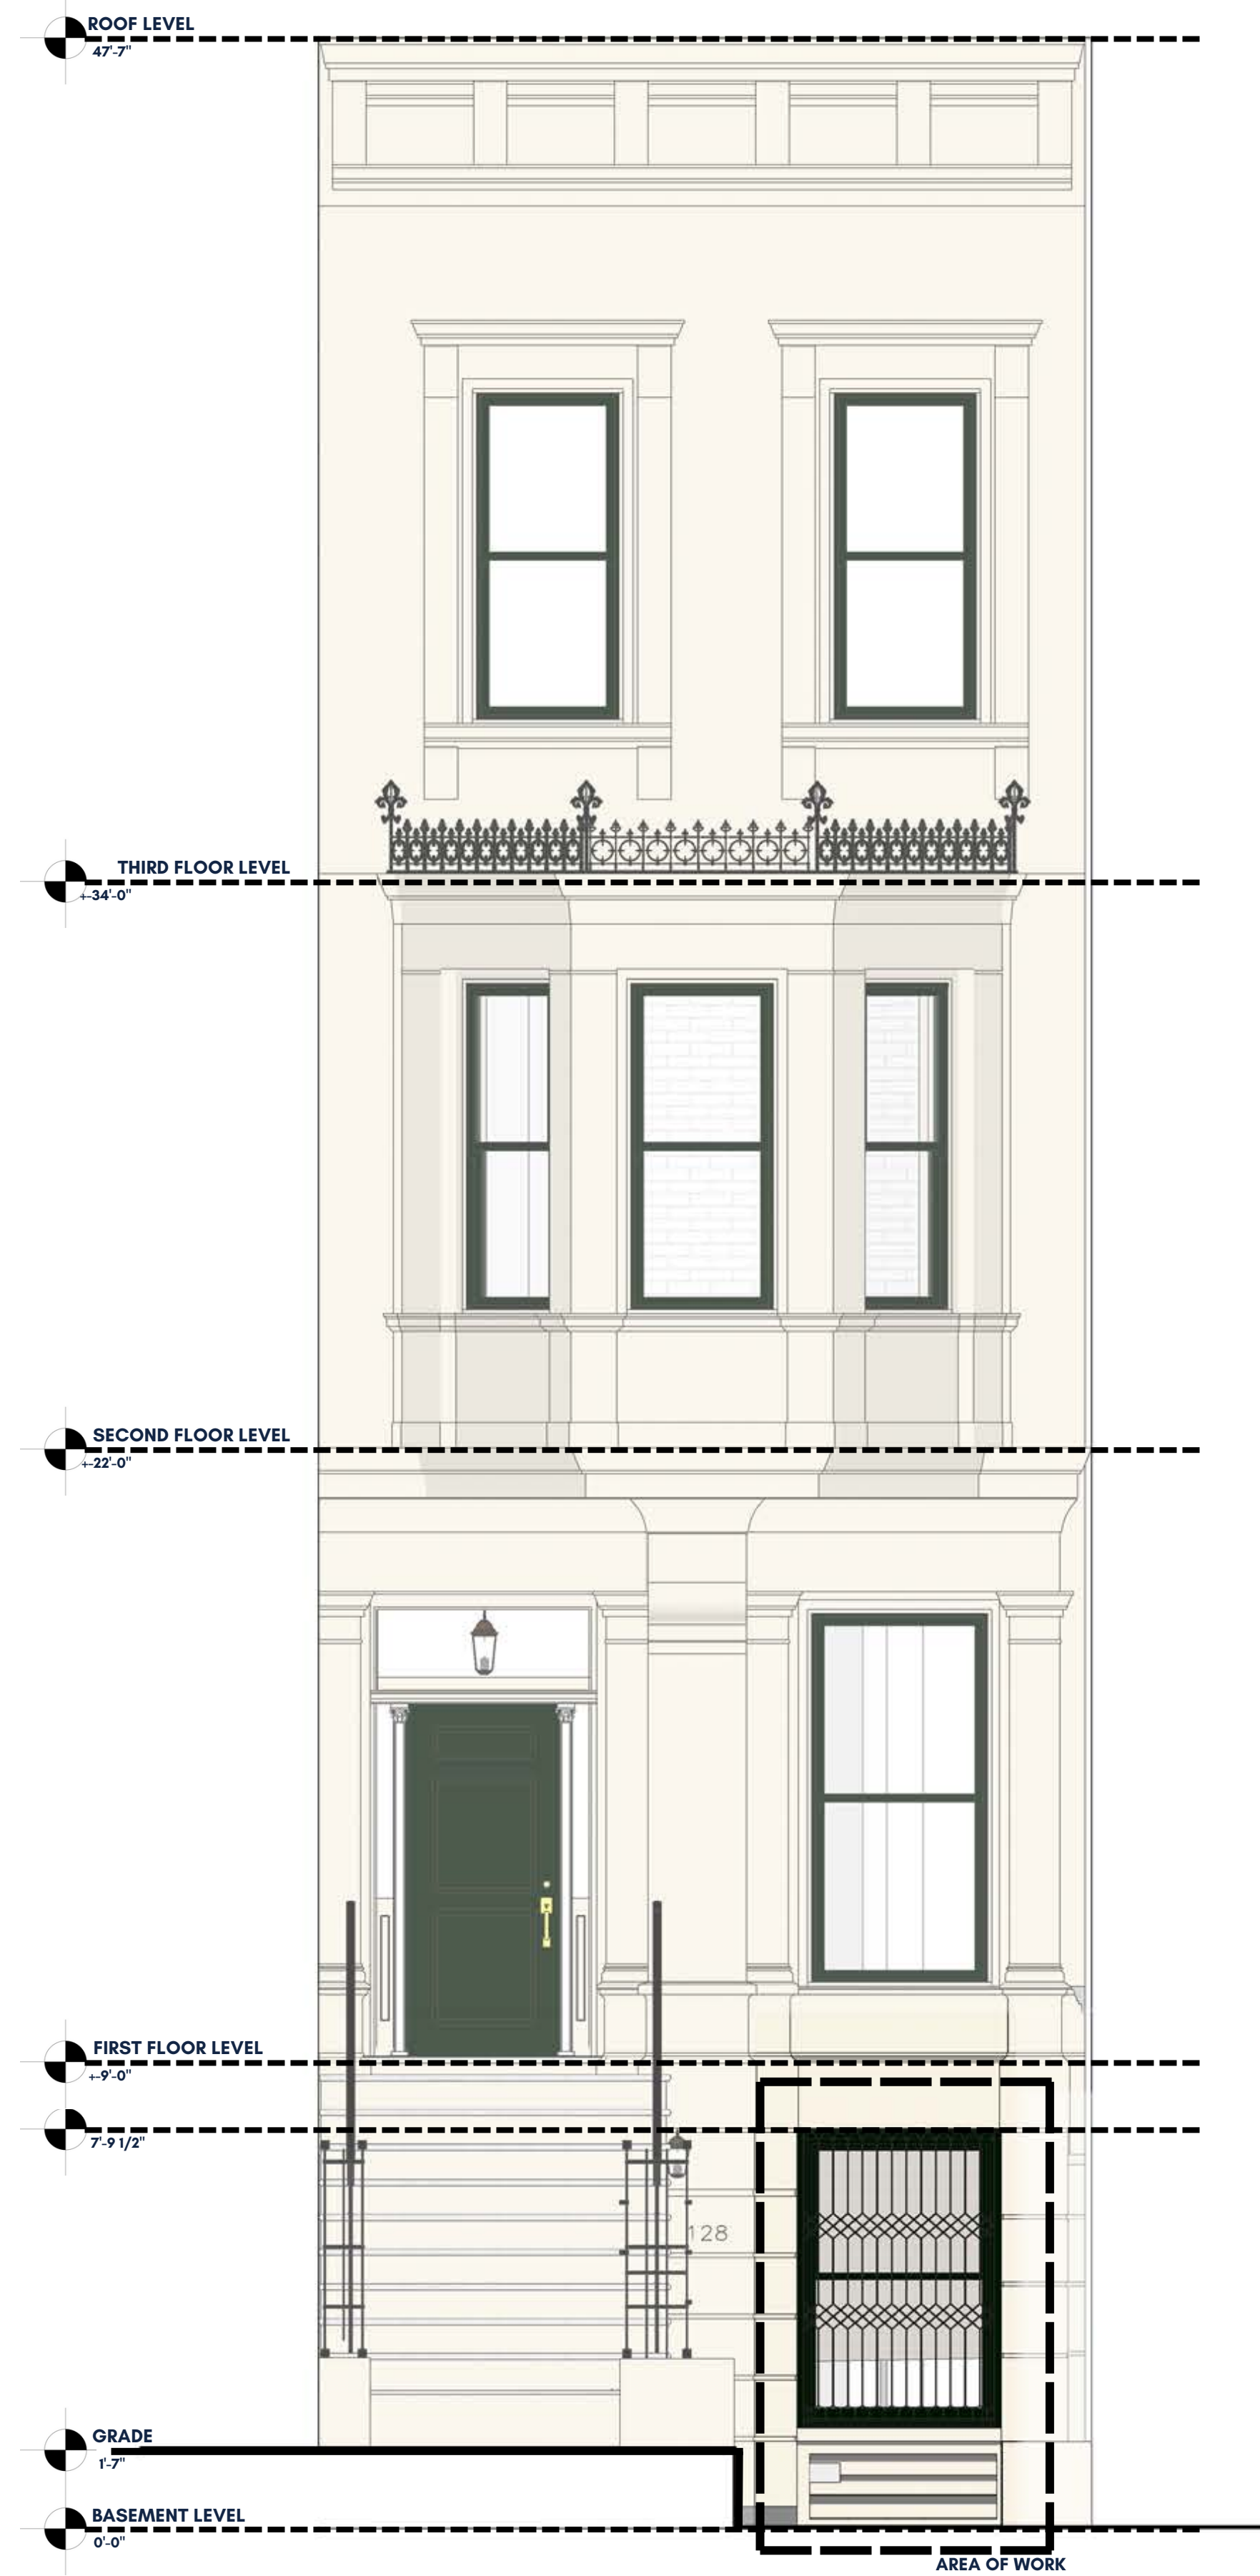 ROOF LEVEL
47'-7"
THIRD FLOOR LEVEL
+-34'-0"
SECOND FLOOR LEVEL
+-22'-0"
FIRST FLOOR LEVEL
+-9'-0"
7'-9 1/2"
128
GRADE
1'-7"
BASEMENT LEVEL
0'-0"
AREA OF WORK